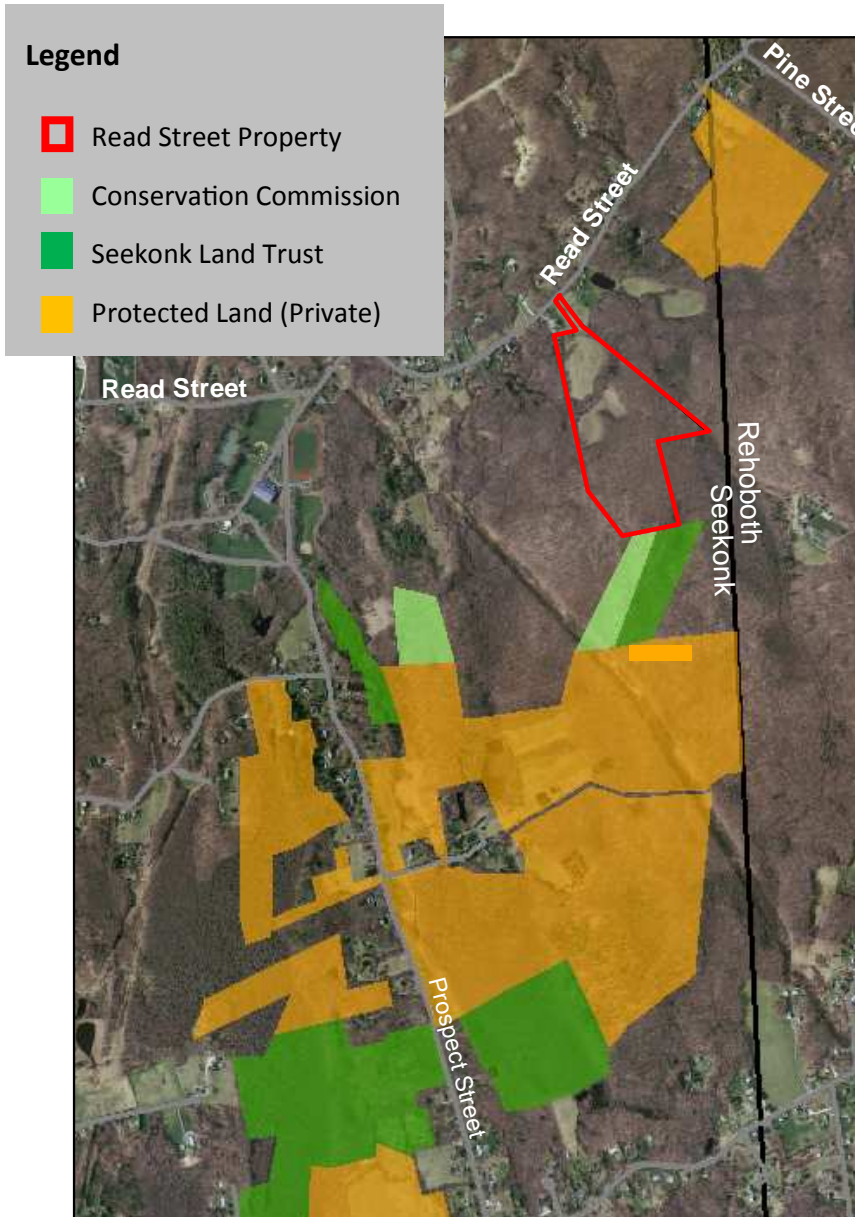 Legend
Read Street Property
Conservation Commission
Seekonk Land Trust
Protected Land (Private)
Pine Stree
Read Street
Read Street
Rehoboth
Seekonk
Prospect Street